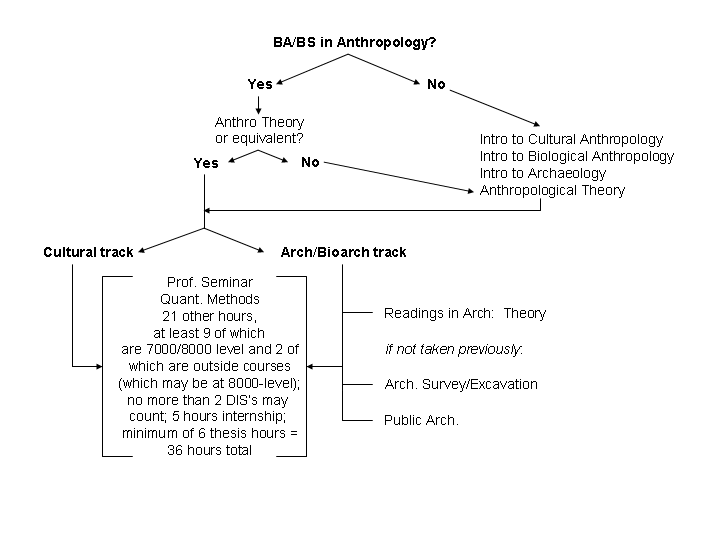 BA/BS in Anthropology?
Yes
No
Anthro Theory
or equivalent?
Yes
No
Intro to Cultural Anthropology
Intro to Biological Anthropology
Intro to Archaeology
Anthropological Theory
Cultural track
Arch/Bioarch track
Prof. Seminar
Quant. Methods
21 other hours,
at least 9 of which
are 7000/8000 level and 2 of
which are outside courses
(which may be at 8000-level);
no more than 2 DIS's may
count; 5 hours internship;
minimum of 6 thesis hours =
36 hours total
Readings in Arch:  Theory
if not taken previously:
Arch. Survey/Excavation
Public Arch.